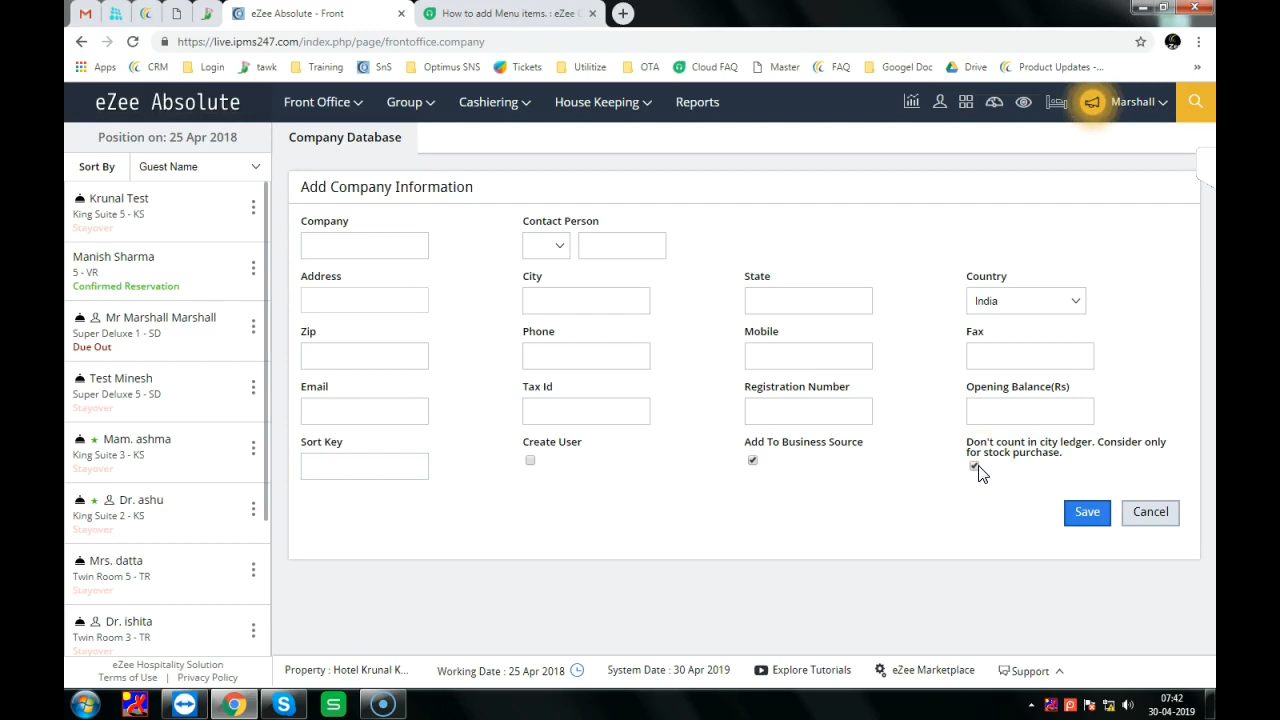 eZee Absolute - Front
How to add Menu items. : eZee
https://live.ipms247.com/index.php/page/frontoffice.company
Apps
CRM
Login
tawk
Training
SnS
Optimus SNS
Tickets
Utilitize
OTA
Cloud FAQ
Master
FAQ
Googel Doc
Drive
Product Updates -...
»
eZee Absolute
Front Office
Group
Cashiering
House Keeping
Reports
Marshall
Position on: 25 Apr 2018
Sort By
Guest Name
Krunal Test
King Suite 5 - KS
Stayover
Manish Sharma
5 - VR
Confirmed Reservation
Mr Marshall Marshall
Super Deluxe 1 - SD
Due Out
Test Minesh
Super Deluxe 5 - SD
Stayover
Mam. ashma
King Suite 3 - KS
Stayover
Dr. ashu
King Suite 2 - KS
Stayover
Mrs. datta
Twin Room 5 - TR
Stayover
Dr. ishita
Twin Room 3 - TR
Stayover
eZee Hospitality Solution
Terms of Use | Privacy Policy
Company Database
Add Company Information
Company
Contact Person
Address
City
State
Country
India
Zip
Phone
Mobile
Fax
Email
Tax Id
Registration Number
Opening Balance(Rs)
Sort Key
Create User
Add To Business Source
Don't count in city ledger. Consider only
for stock purchase.
Save
Cancel
Property : Hotel Krunal K...
Working Date : 25 Apr 2018
System Date : 30 Apr 2019
Explore Tutorials
eZee Marketplace
Support
07:42
30-04-2019